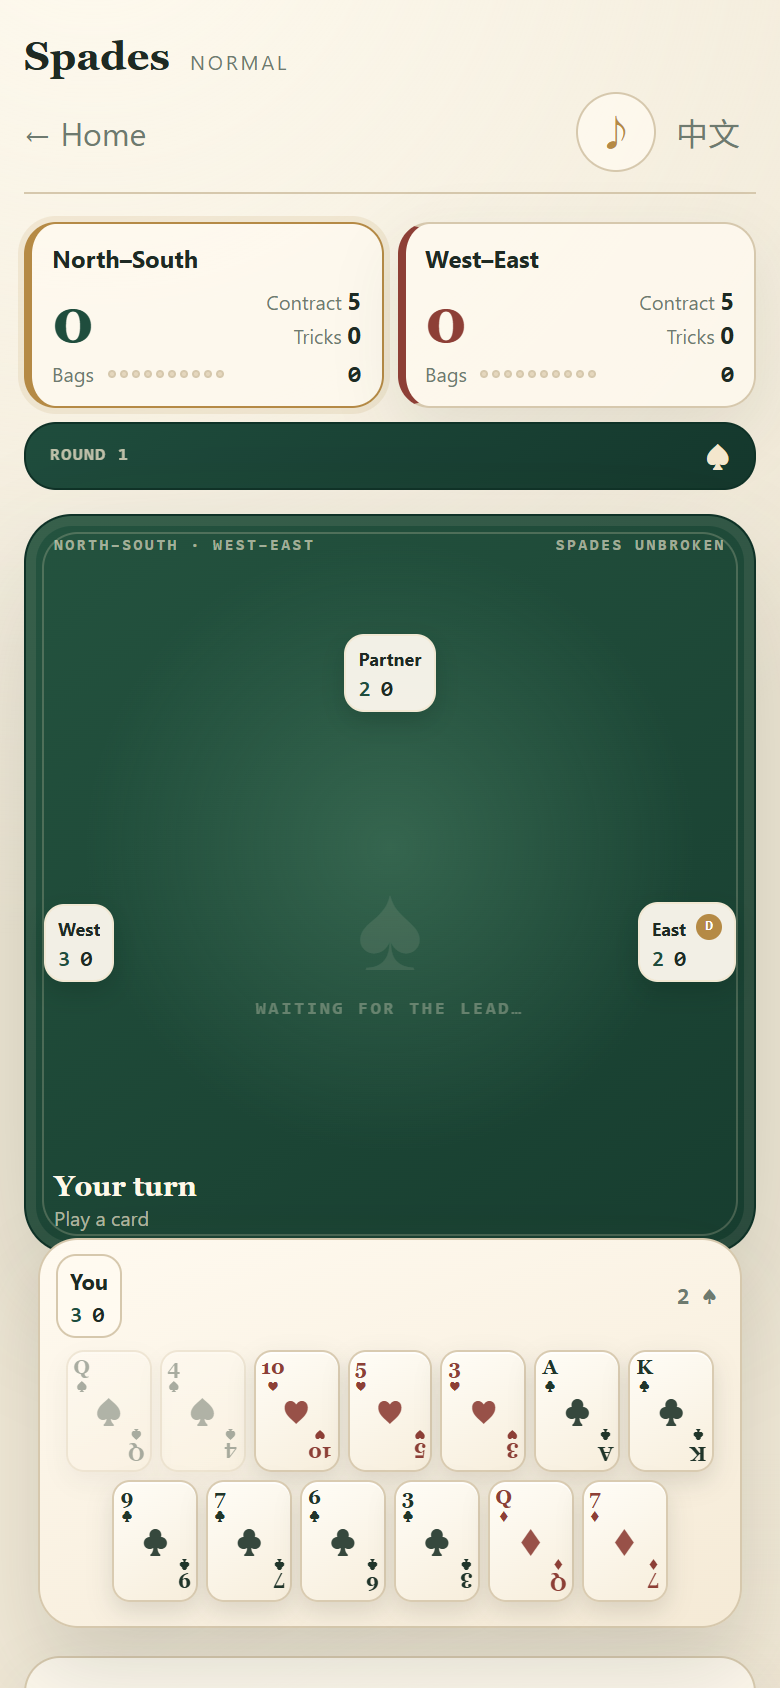 Spades NORMAL
← Home ♪ 中文
North–South
0
Contract 5
Tricks 0
Bags 0
West–East
0
Contract 5
Tricks 0
Bags 0
ROUND 1 ♠
NORTH–SOUTH · WEST–EAST SPADES UNBROKEN
Partner
2 0
West
3 0
East D
2 0
WAITING FOR THE LEAD…
Your turn
Play a card
You
3 0
2 ♠
Q♠ 4♠ 10♥ 5♥ 3♥ A♣ K♣
9♣ 7♣ 6♣ 3♣ Q♦ 7♦